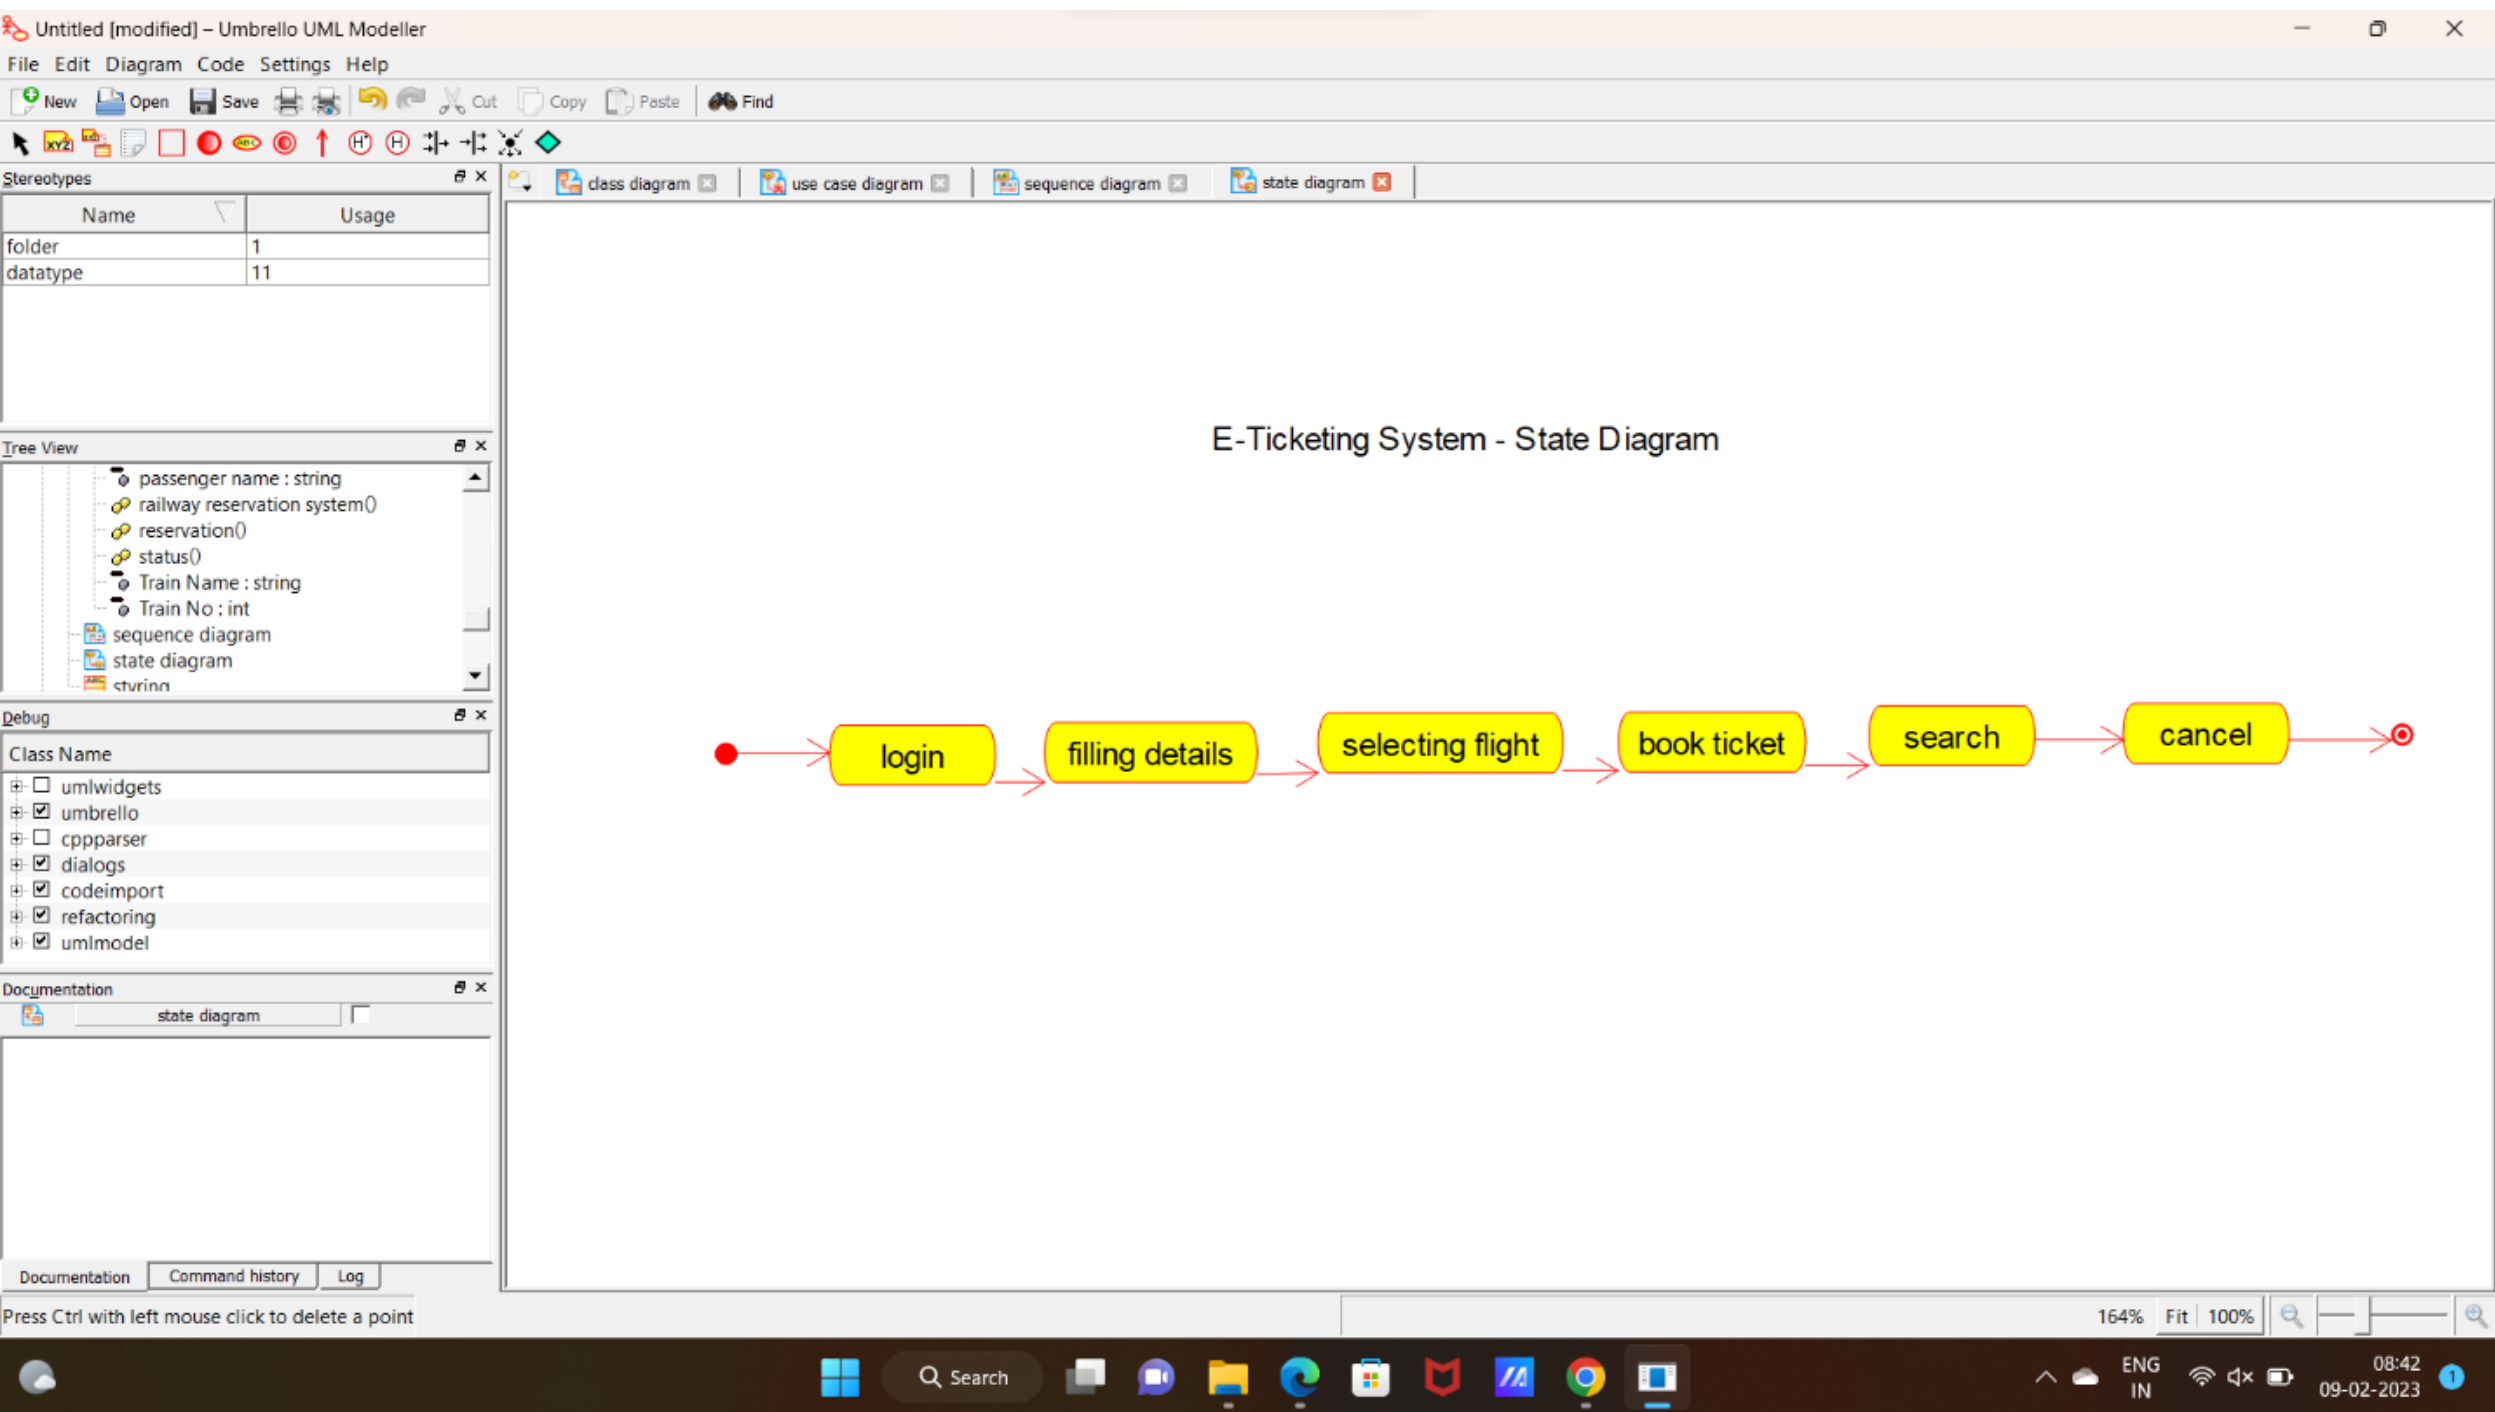 Untitled [modified] – Umbrello UML Modeller
File Edit Diagram Code Settings Help
New Open Save Cut Copy Paste Find
XYZ ABC H* H
Stereotypes
Name Usage
folder 1
datatype 11
Tree View
passenger name : string
railway reservation system()
reservation()
status()
Train Name : string
Train No : int
sequence diagram
state diagram
styring
Debug
Class Name
umlwidgets
umbrello
cppparser
dialogs
codeimport
refactoring
umlmodel
Documentation
state diagram
Documentation Command history Log
Press Ctrl with left mouse click to delete a point
class diagram use case diagram sequence diagram state diagram
E-Ticketing System - State Diagram
login filling details selecting flight book ticket search cancel
164% Fit 100%
Search
ENG
IN
08:42
09-02-2023
1